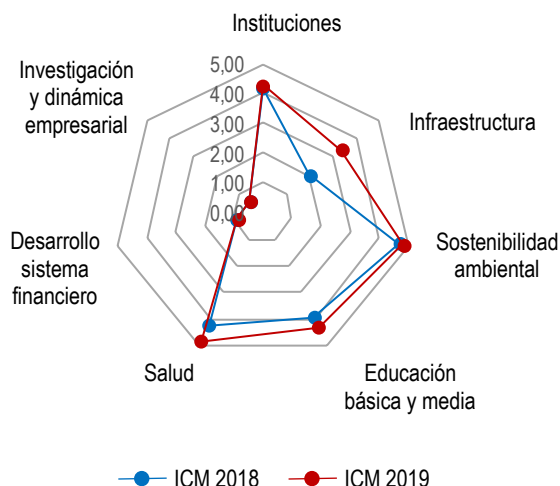 Instituciones
5,00
4,00
3,00
2,00
1,00
0,00
Infraestructura
Sostenibilidad
ambiental
Educación
básica y media
Salud
Desarrollo
sistema
financiero
Investigación
y dinámica
empresarial
ICM 2018
ICM 2019